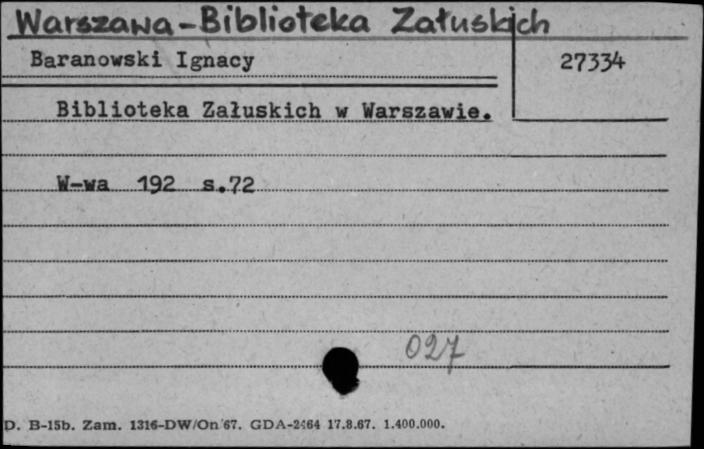 Warszawa-Biblioteka Załuskich
Baranowski Ignacy
27334
Biblioteka Załuskich w Warszawie.
W-wa 192 s.72
027
D. B-15b. Zam. 1316-DW/On 67. GDA-2464 17.8.67. 1.400.000.